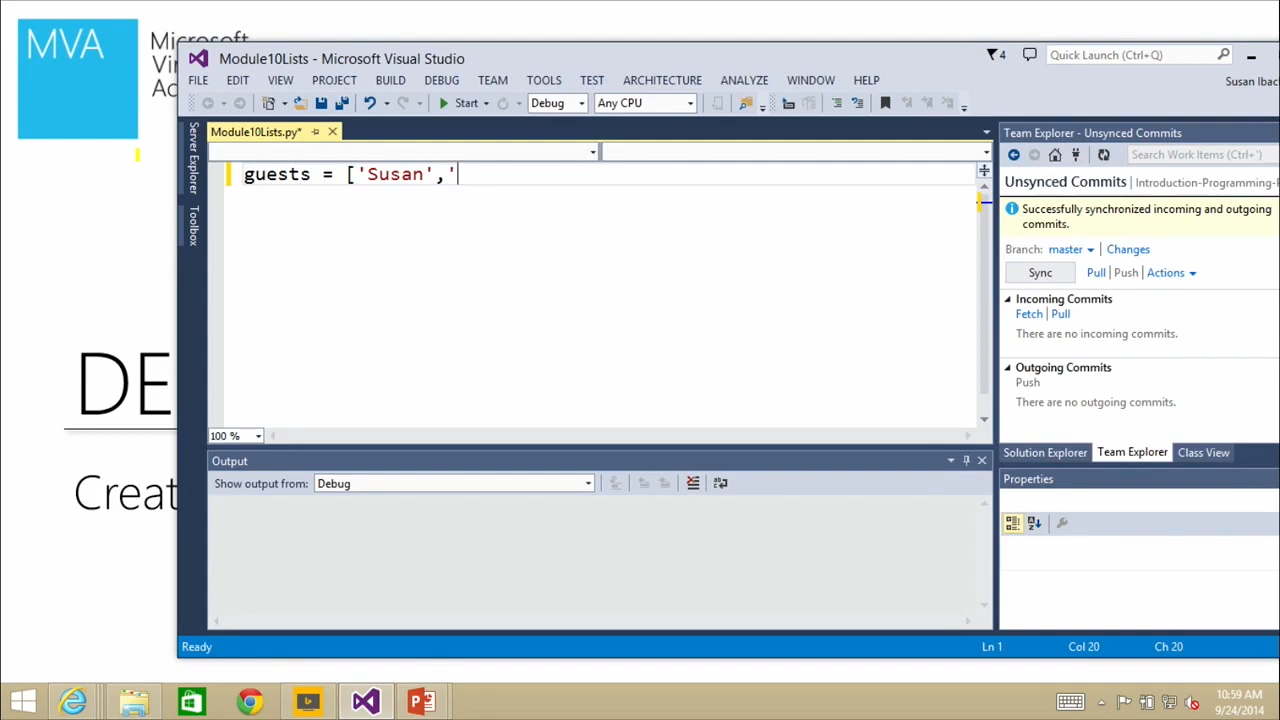 MVA
Microsoft
Module10Lists - Microsoft Visual Studio
4
Quick Launch (Ctrl+Q)
FILE EDIT VIEW PROJECT BUILD DEBUG TEAM TOOLS TEST ARCHITECTURE ANALYZE WINDOW HELP
Susan Ibac
Start Debug Any CPU
Server Explorer
Toolbox
Module10Lists.py*
guests = ['Susan','
100 %
Output
Show output from: Debug
Team Explorer - Unsynced Commits
Search Work Items (Ctrl+')
Unsynced Commits Introduction-Programming-
Successfully synchronized incoming and outgoing
commits.
Branch: master Changes
Sync Pull Push Actions
Incoming Commits
Fetch Pull
There are no incoming commits.
Outgoing Commits
Push
There are no outgoing commits.
Solution Explorer Team Explorer Class View
Properties
DE
Creat
Ready Ln 1 Col 20 Ch 20
10:59 AM
9/24/2014